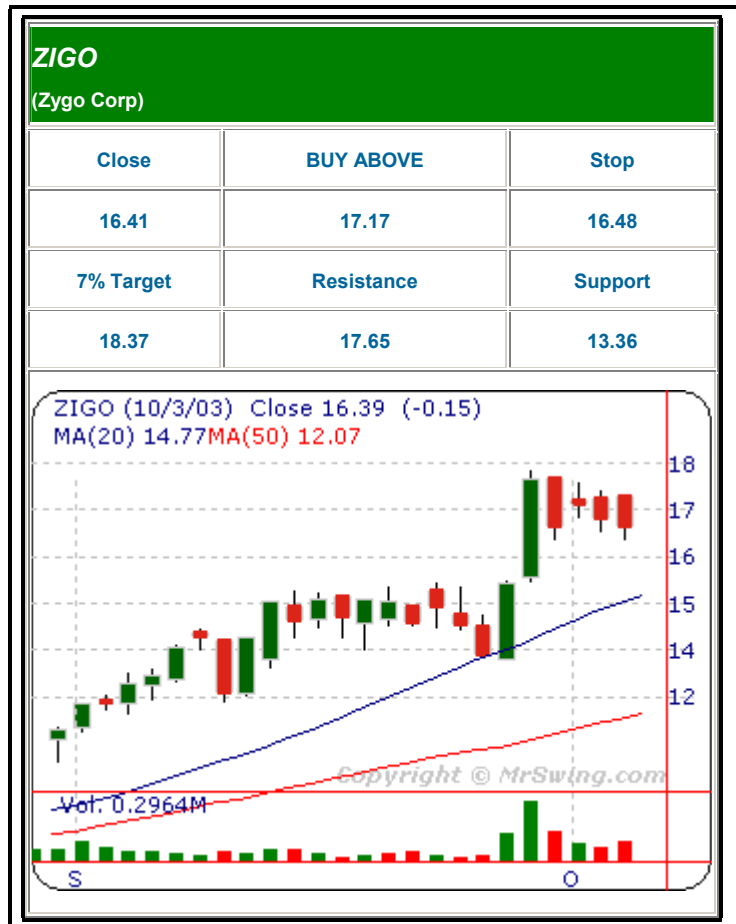 ZIGO
(Zygo Corp)
Close BUY ABOVE Stop
16.41 17.17 16.48
7% Target Resistance Support
18.37 17.65 13.36
ZIGO (10/3/03) Close 16.39 (-0.15)
MA(20) 14.77MA(50) 12.07
18
17
16
15
14
12
Copyright © MrSwing.com
Vol: 0.2964M
S O